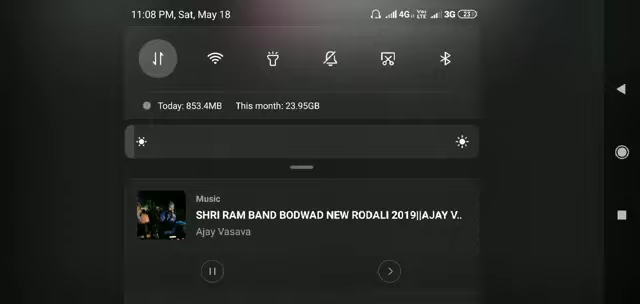 11:08 PM, Sat, May 18 4G VoLTE 3G 23
Today: 853.4MB This month: 23.95GB
Music
SHRI RAM BAND BODWAD NEW RODALI 2019||AJAY V..
Ajay Vasava